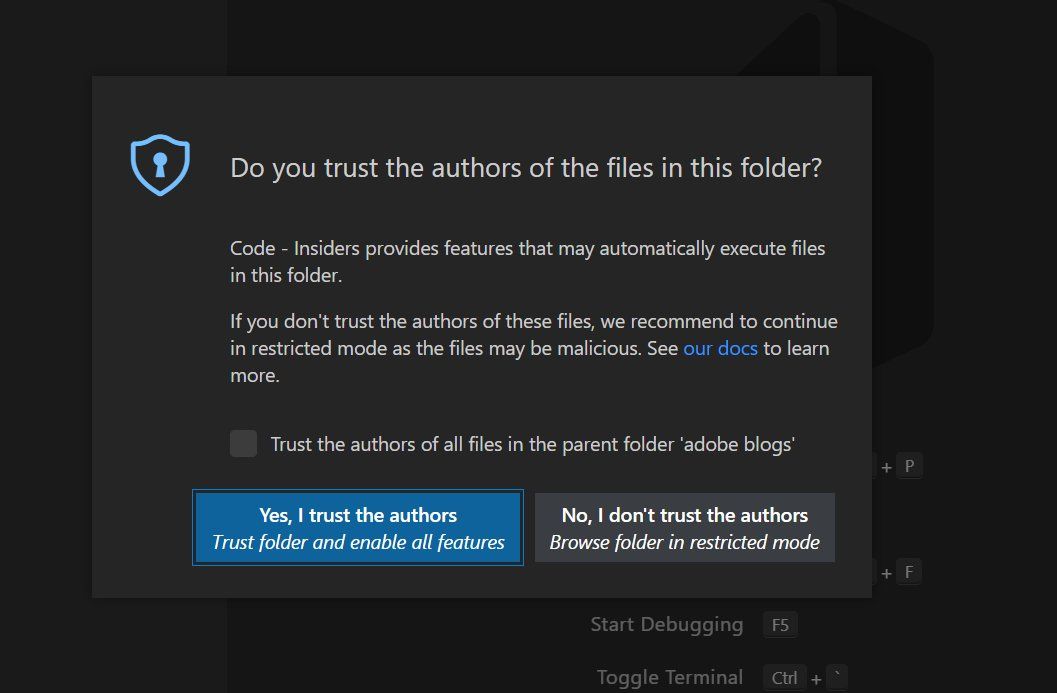 Do you trust the authors of the files in this folder?
Code - Insiders provides features that may automatically execute files
in this folder.
If you don't trust the authors of these files, we recommend to continue
in restricted mode as the files may be malicious. See our docs to learn
more.
Trust the authors of all files in the parent folder 'adobe blogs'
+ P
Yes, I trust the authors
Trust folder and enable all features
No, I don't trust the authors
Browse folder in restricted mode
+ F
Start Debugging F5
Toggle Terminal Ctrl + `